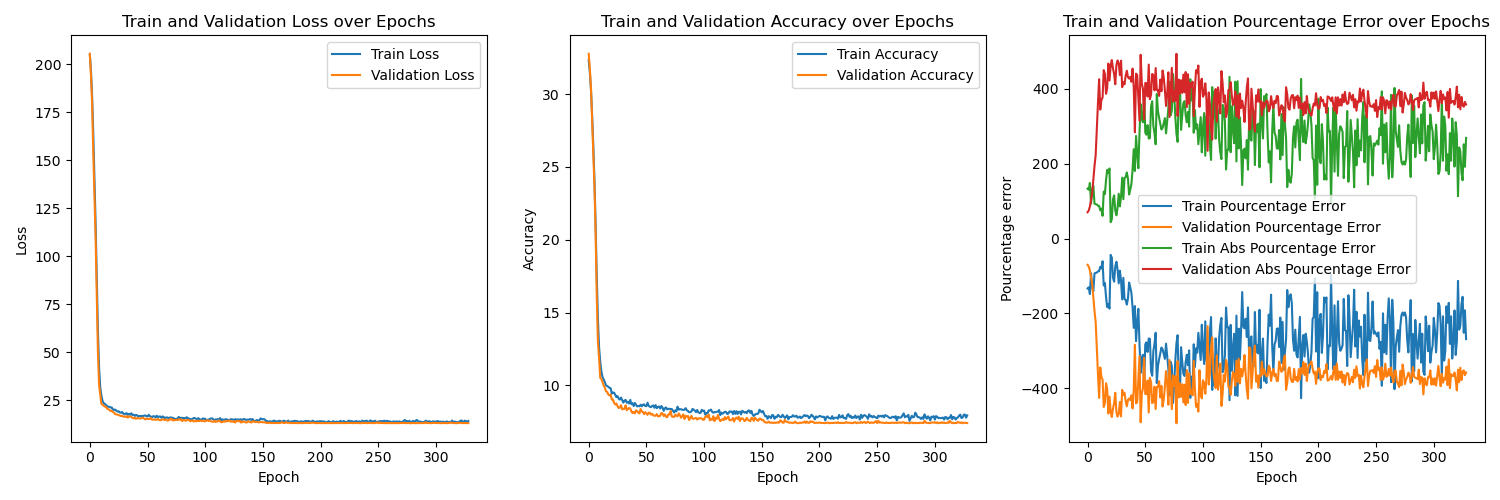 Train and Validation Loss over Epochs
Train Loss
Validation Loss
200
175
150
125
100
75
50
25
Loss
0 50 100 150 200 250 300
Epoch
Train and Validation Accuracy over Epochs
Train Accuracy
Validation Accuracy
30
25
20
15
10
Accuracy
0 50 100 150 200 250 300
Epoch
Train and Validation Pourcentage Error over Epochs
400
200
0
−200
−400
Pourcentage error
Train Pourcentage Error
Validation Pourcentage Error
Train Abs Pourcentage Error
Validation Abs Pourcentage Error
0 50 100 150 200 250 300
Epoch